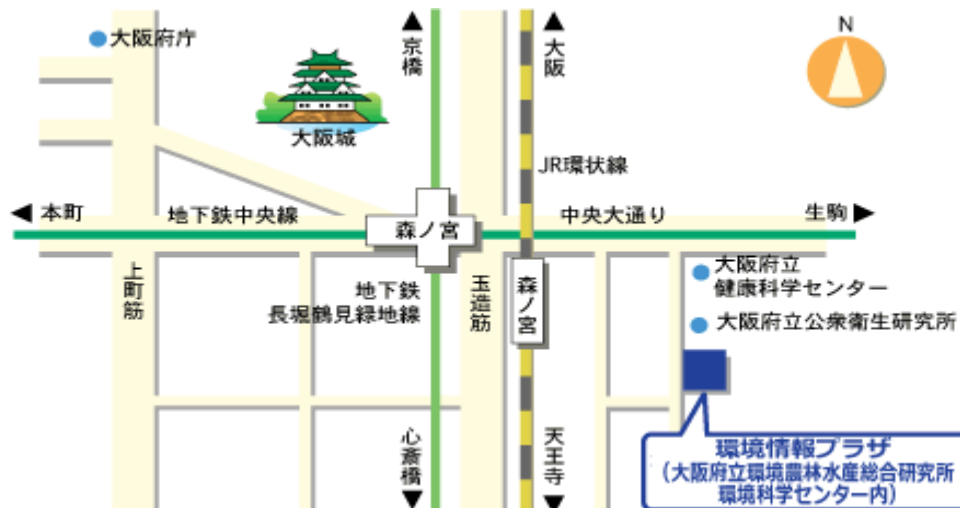 大阪府庁
京橋
大阪
N
大阪城
JR環状線
本町
地下鉄中央線
森ノ宮
中央大通り
生駒
上町筋
地下鉄
長堀鶴見緑地線
玉造筋
森ノ宮
大阪府立
健康科学センター
大阪府立公衆衛生研究所
心斎橋
天王寺
環境情報プラザ
(大阪府立環境農林水産総合研究所
環境科学センター内)